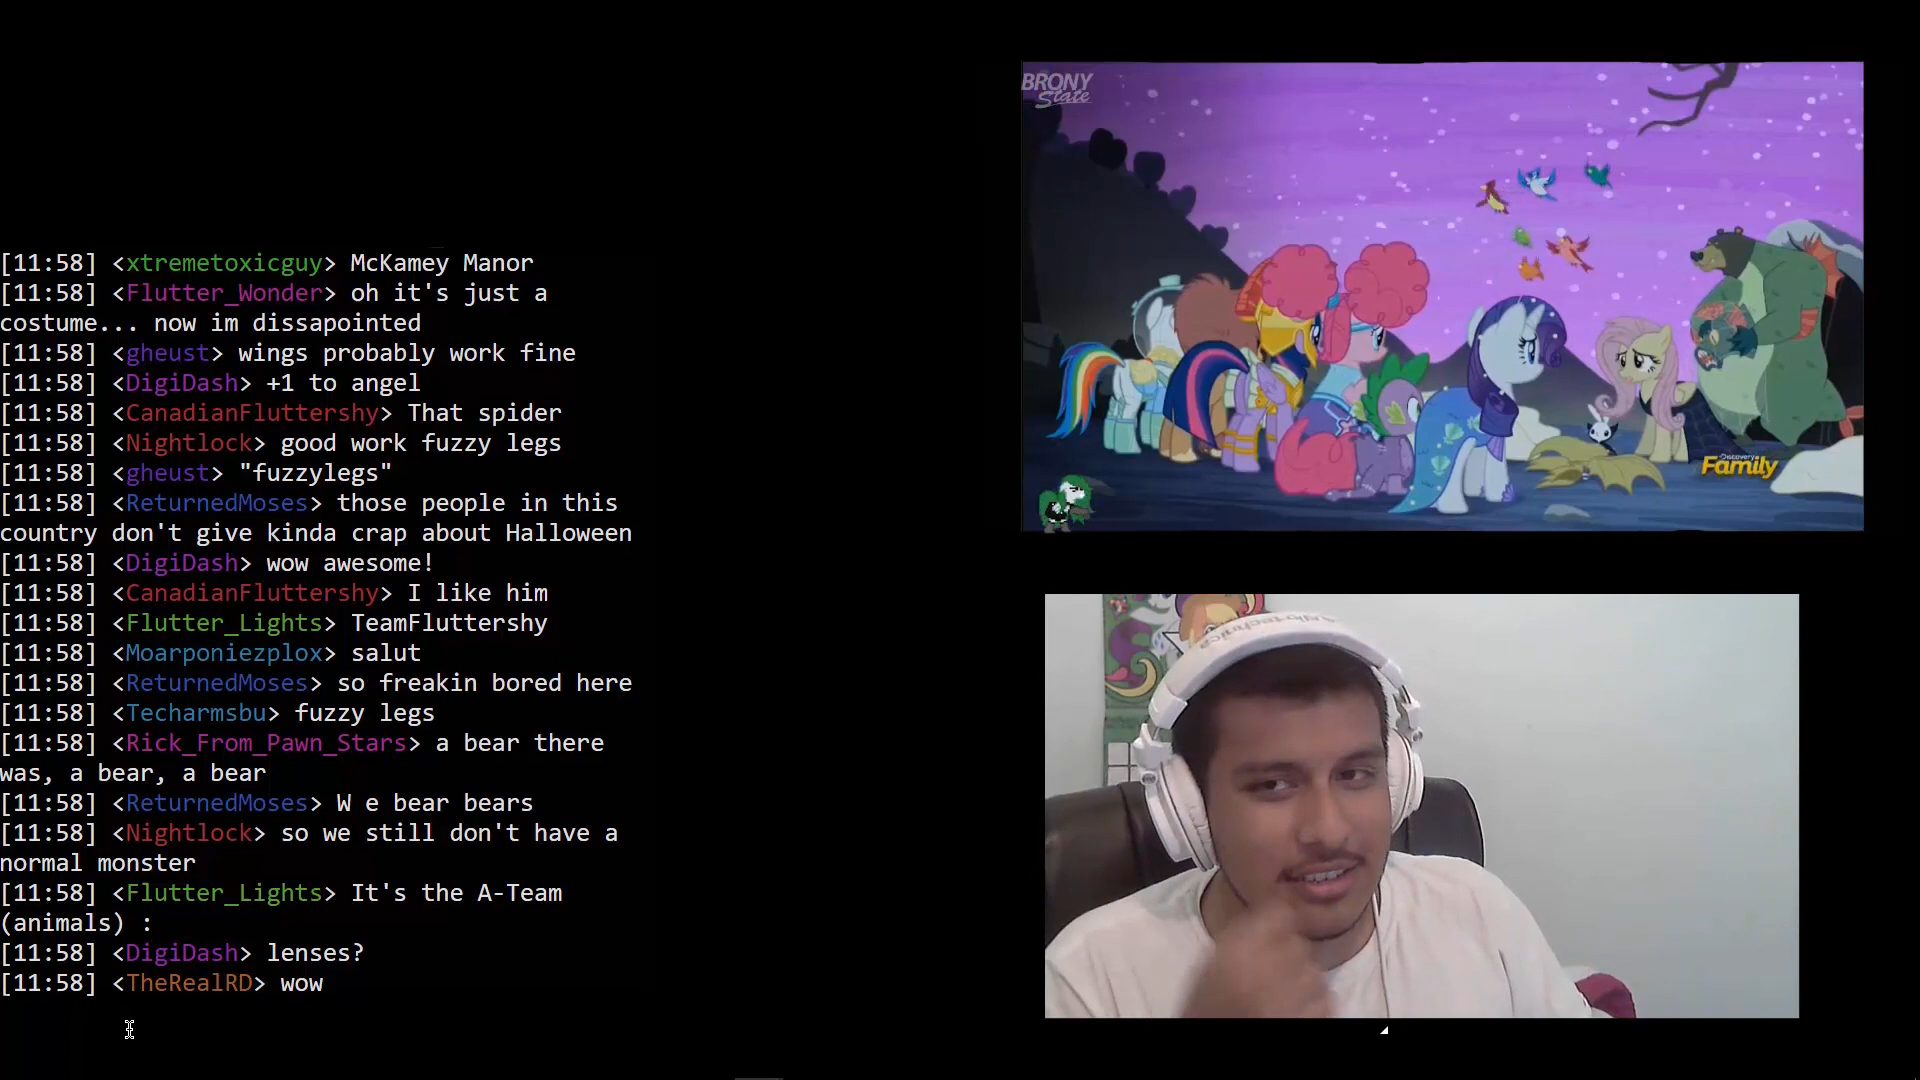 [11:58] <xtremetoxicguy> McKamey Manor
[11:58] <Flutter_Wonder> oh it's just a
costume... now im dissapointed
[11:58] <gheust> wings probably work fine
[11:58] <DigiDash> +1 to angel
[11:58] <CanadianFluttershy> That spider
[11:58] <Nightlock> good work fuzzy legs
[11:58] <gheust> "fuzzylegs"
[11:58] <ReturnedMoses> those people in this
country don't give kinda crap about Halloween
[11:58] <DigiDash> wow awesome!
[11:58] <CanadianFluttershy> I like him
[11:58] <Flutter_Lights> TeamFluttershy
[11:58] <Moarponiezplox> salut
[11:58] <ReturnedMoses> so freakin bored here
[11:58] <Techarmsbu> fuzzy legs
[11:58] <Rick_From_Pawn_Stars> a bear there
was, a bear, a bear
[11:58] <ReturnedMoses> W e bear bears
[11:58] <Nightlock> so we still don't have a
normal monster
[11:58] <Flutter_Lights> It's the A-Team
(animals) :
[11:58] <DigiDash> lenses?
[11:58] <TheRealRD> wow
BRONY
State
Discovery
Family
audio-technica